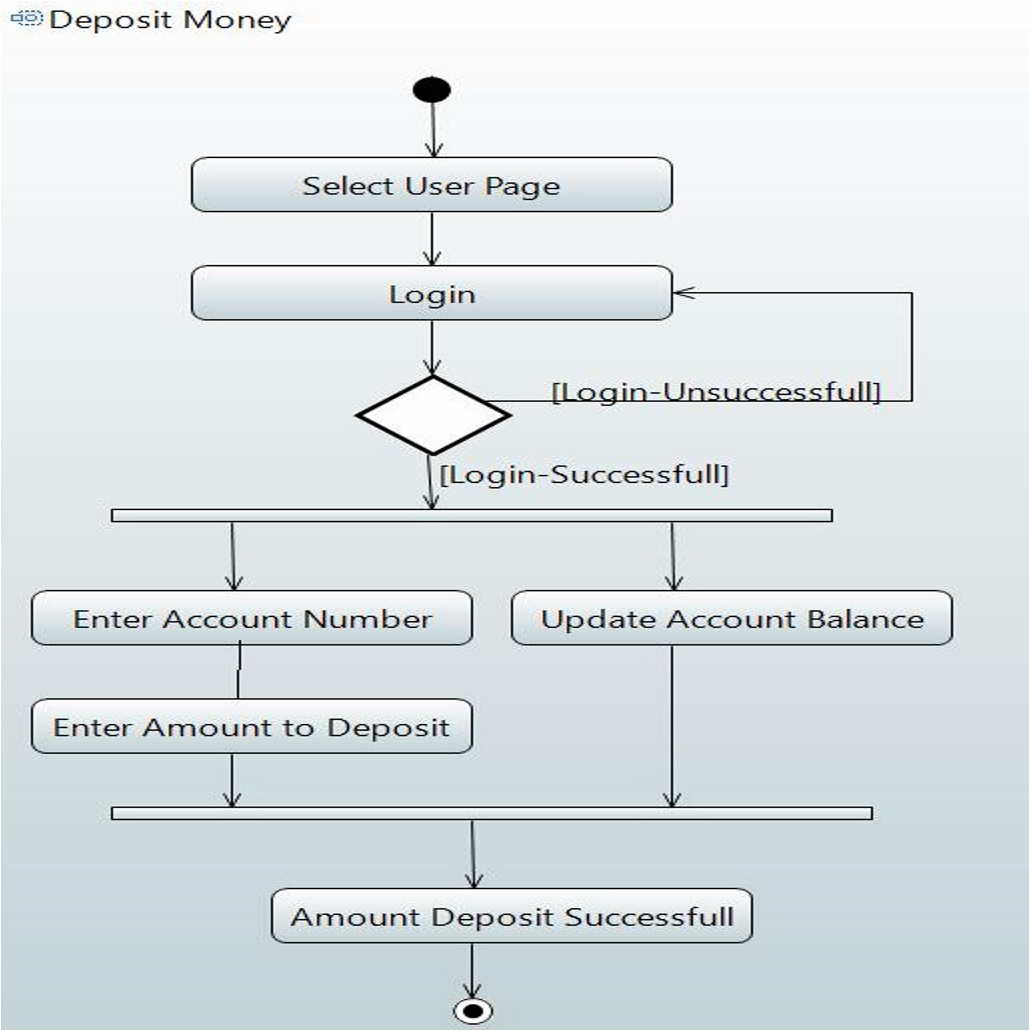 Deposit Money
Select User Page
Login
[Login-Unsuccessfull]
[Login-Successfull]
Enter Account Number
Update Account Balance
Enter Amount to Deposit
Amount Deposit Successfull